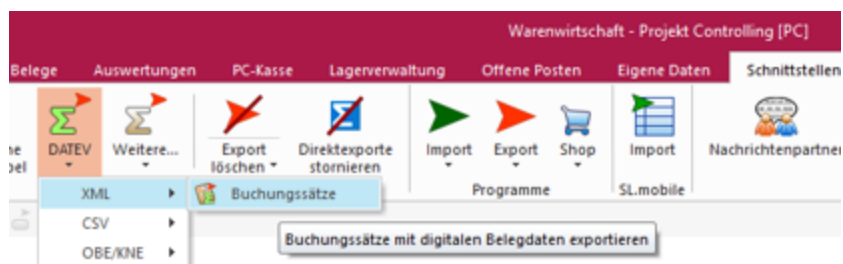 Warenwirtschaft - Projekt Controlling [PC]
Belege Auswertungen PC-Kasse Lagerverwaltung Offene Posten Eigene Daten Schnittstellen
DATEV Weitere... Export Direktexporte Import Export Shop Import Nachrichtenpartner
löschen stornieren
Programme SL.mobile
XML Buchungssätze
CSV
Buchungssätze mit digitalen Belegdaten exportieren
OBE/KNE